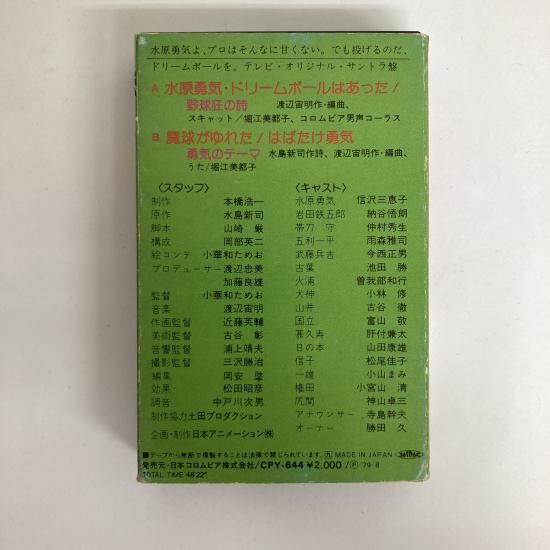 水原勇気よ、プロはそんなに甘くない。でも投げるのだ、
ドリームボールを。テレビ・オリジナル・サントラ盤
A 水原勇気・ドリームボールはあった!
野球狂の詩 渡辺宙明作・編曲、
スキャット/堀江美都子、コロムビア男声コーラス
B 魔球がゆれた!はばたけ勇気
勇気のテーマ 水島新司作詩、渡辺宙明作・編曲、
うた/堀江美都子
〈スタッフ〉
制作 本橋浩一
原作 水島新司
脚本 山崎 巌
構成 岡部英二
絵コンテ 小華和ためお
プロデューサー 渡辺忠美
加藤良雄
監督 小華和ためお
音楽 渡辺宙明
作画監督 近藤英輔
美術監督 古谷 彰
音響監督 浦上靖夫
撮影監督 三沢勝治
編集 岡安 肇
効果 松田昭彦
調音 中戸川次男
制作協力 土田プロダクション
企画・制作 日本アニメーション㈱
〈キャスト〉
水原勇気 信沢三恵子
岩田鉄五郎 納谷悟朗
帯刀 守 仲村秀生
五利一平 雨森雅司
武藤兵吉 今西正男
古葉 池田 勝
火浦 曽我部和行
犬神 小林 修
山井 古谷 徹
国立 富山 敬
甚久寿 肝付兼太
日の本 山田康雄
信子 松尾佳子
一雄 小山まみ
権田 小宮山 清
尻間 神山卓三
アナウンサー 寺島幹夫
オーナー 勝田 久
■テープから無断で複製することは法律で禁じられています。 九 MADE IN JAPAN
発売元・日本コロムビア株式会社/CPY-644 ¥2,000/Ⓟ '79・8
TOTAL TIME 48'22"